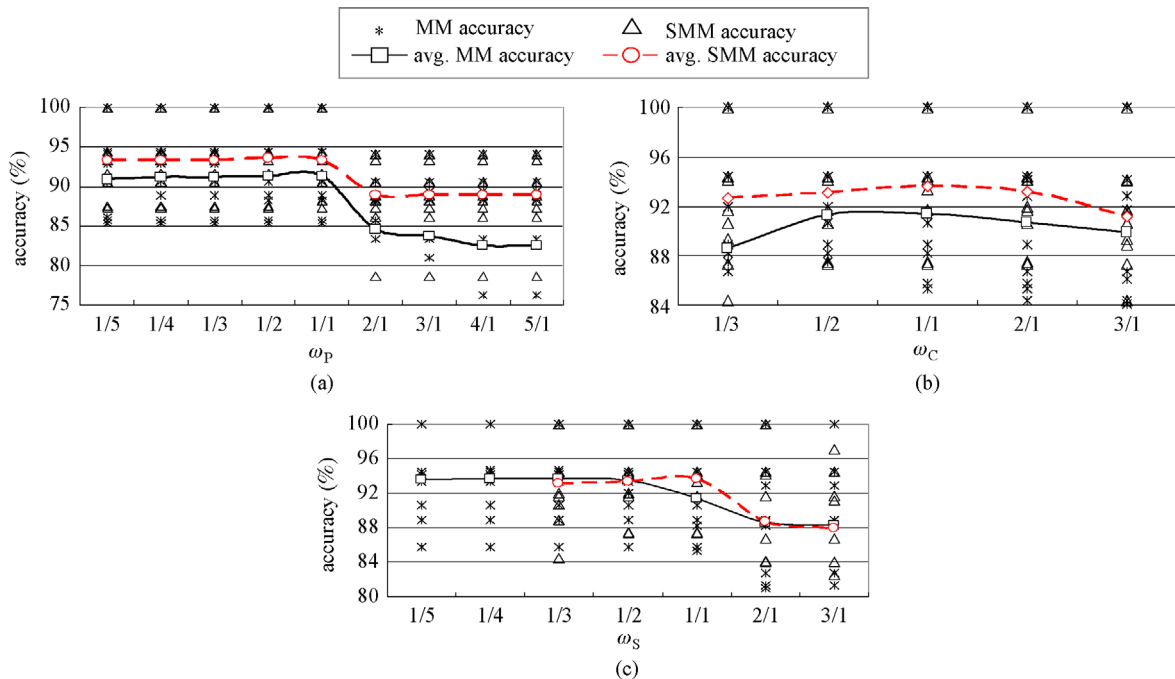 MM accuracy
SMM accuracy
avg. MM accuracy
avg. SMM accuracy
accuracy (%)
100
95
90
85
80
75
1/5 1/4 1/3 1/2 1/1 2/1 3/1 4/1 5/1
ωP
(a)
accuracy (%)
100
96
92
88
84
1/3 1/2 1/1 2/1 3/1
ωC
(b)
accuracy (%)
100
96
92
88
84
80
1/5 1/4 1/3 1/2 1/1 2/1 3/1
ωS
(c)